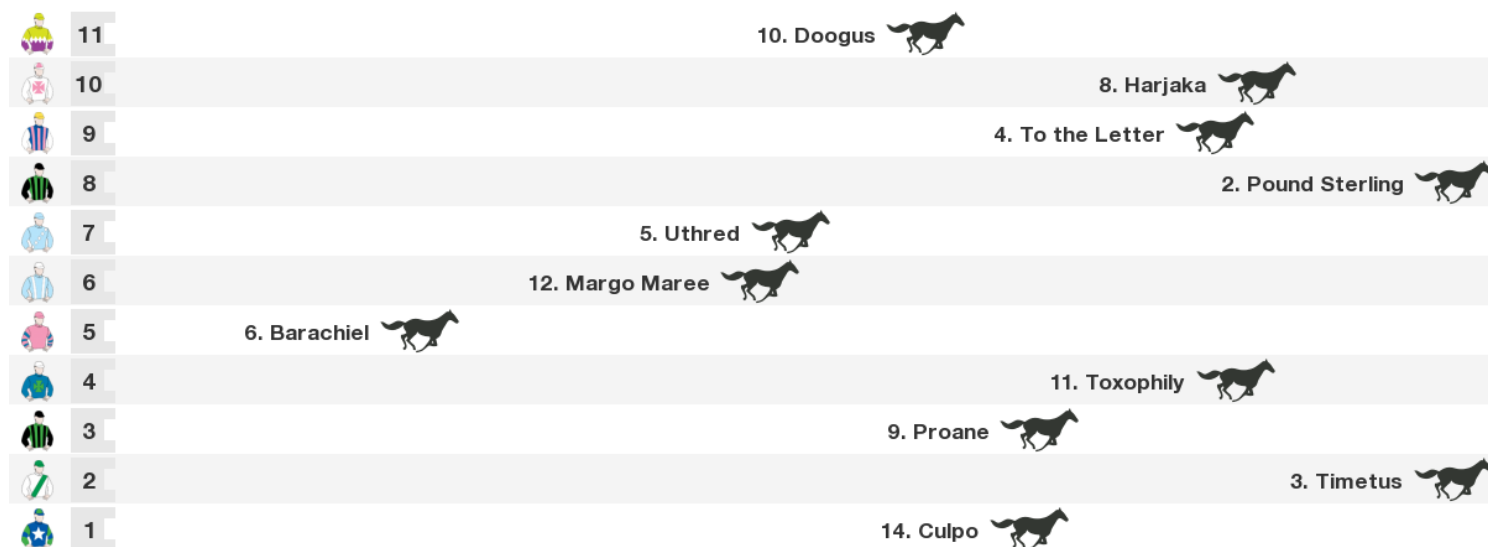 11 10. Doogus
10 8. Harjaka
9 4. To the Letter
8 2. Pound Sterling
7 5. Uthred
6 12. Margo Maree
5 6. Barachiel
4 11. Toxophily
3 9. Proane
2 3. Timetus
1 14. Culpo